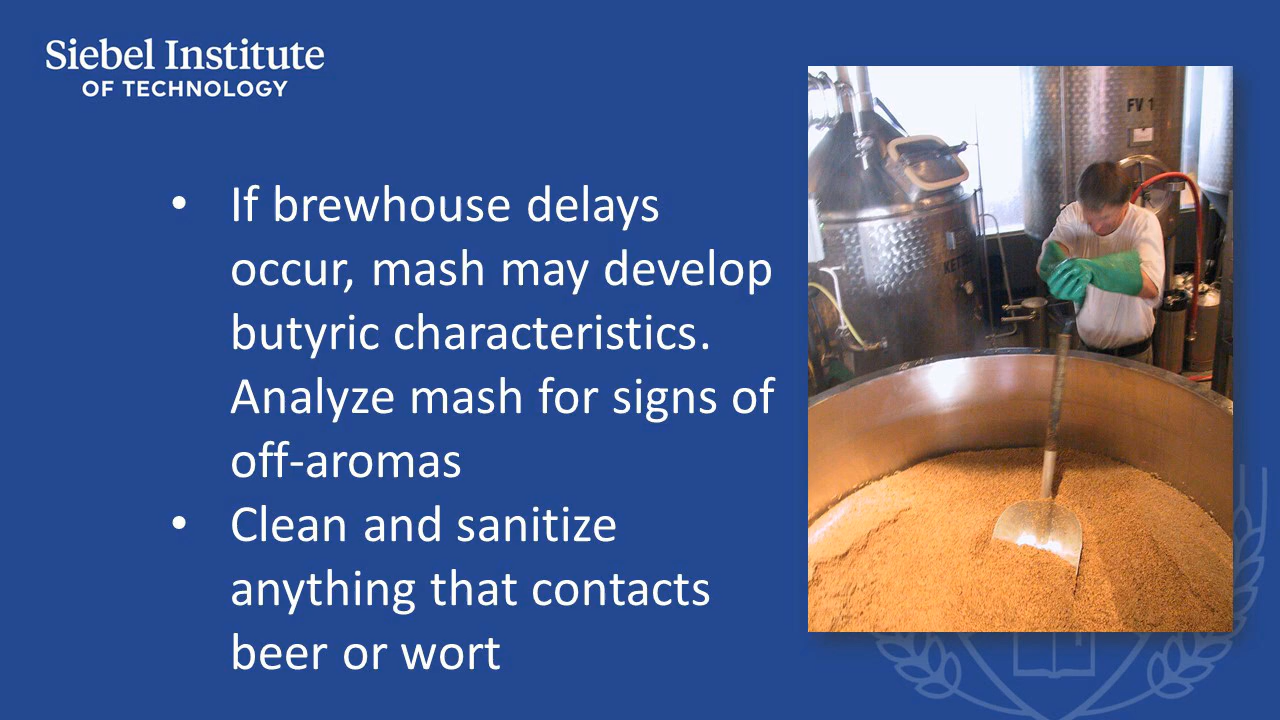 Siebel Institute
OF TECHNOLOGY
• If brewhouse delays
occur, mash may develop
butyric characteristics.
Analyze mash for signs of
off-aromas
• Clean and sanitize
anything that contacts
beer or wort
FV 1